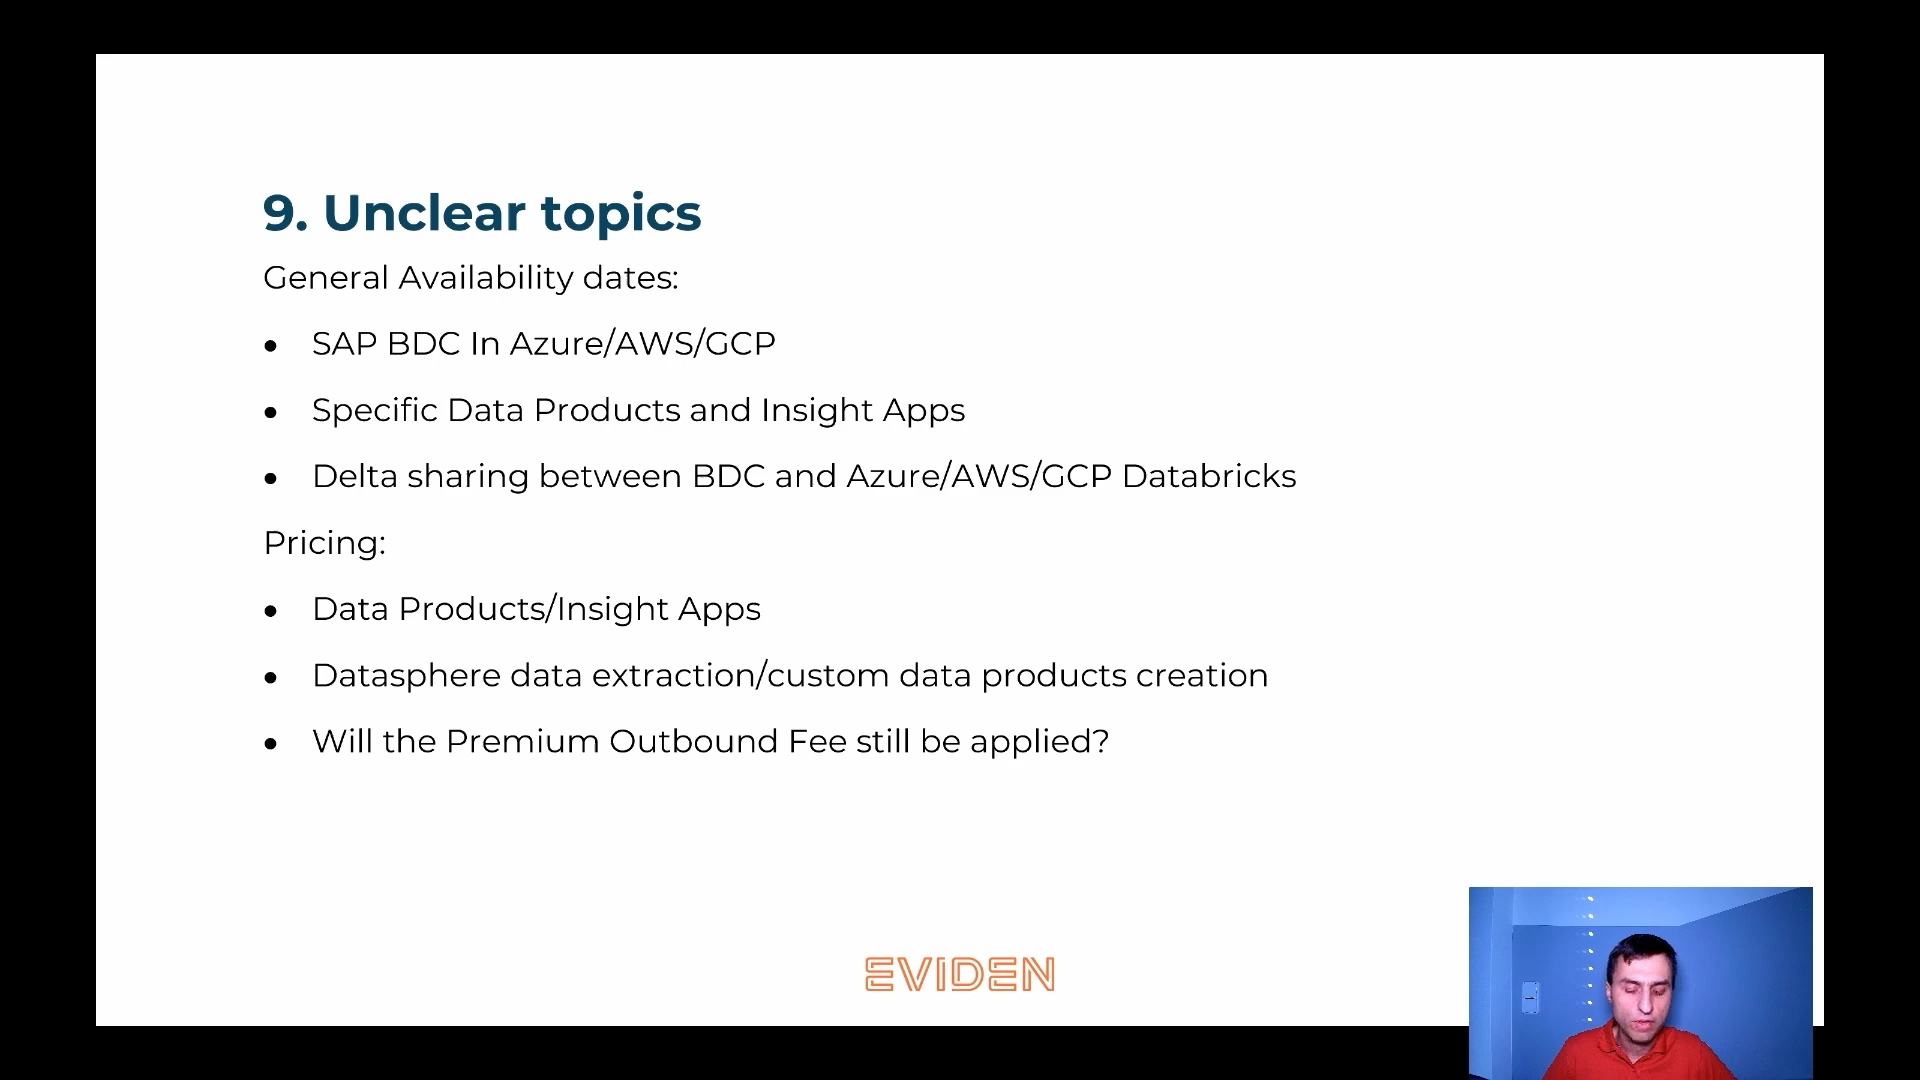 9. Unclear topics
General Availability dates:
• SAP BDC In Azure/AWS/GCP
• Specific Data Products and Insight Apps
• Delta sharing between BDC and Azure/AWS/GCP Databricks
Pricing:
• Data Products/Insight Apps
• Datasphere data extraction/custom data products creation
• Will the Premium Outbound Fee still be applied?
EVIDEN